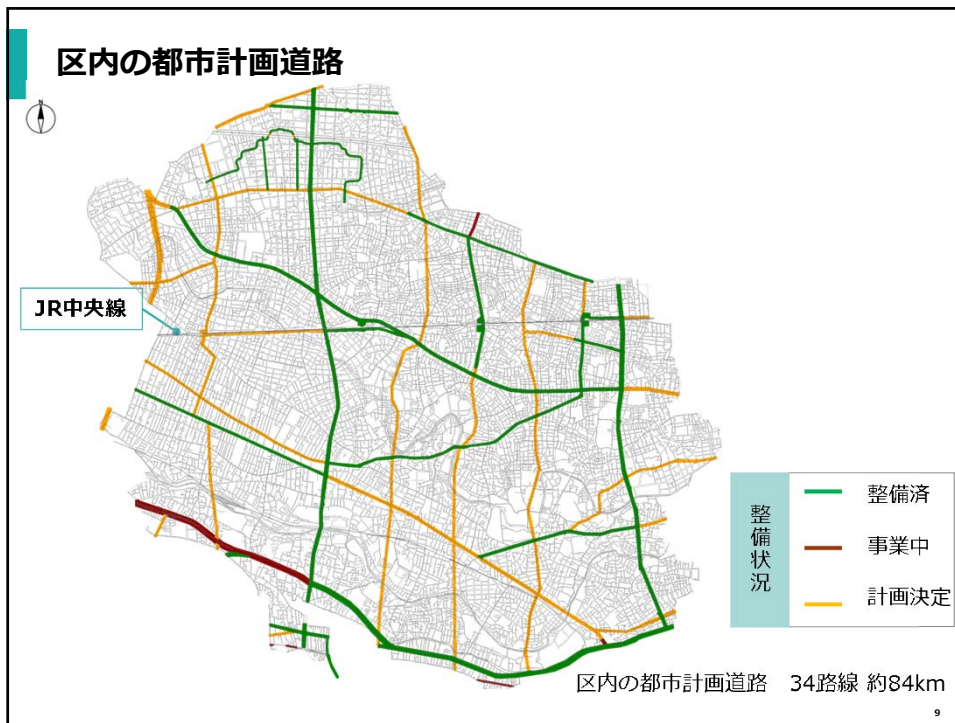 区内の都市計画道路
N
JR中央線
整備状況
整備済
事業中
計画決定
区内の都市計画道路 34路線 約84km
9